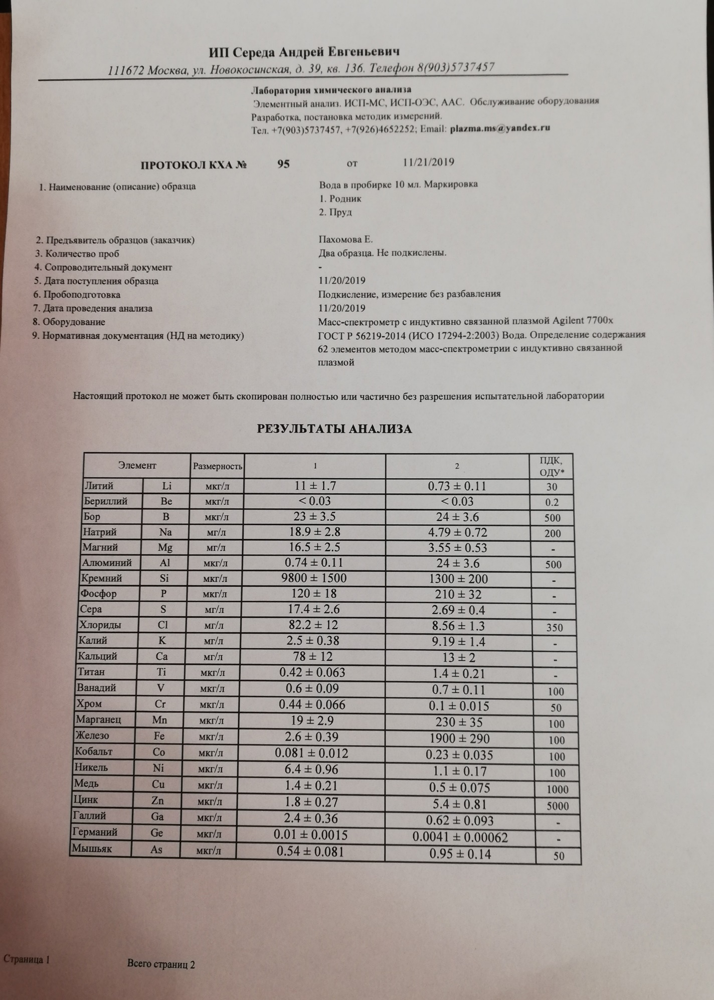 ИП Середа Андрей Евгеньевич
111672 Москва, ул. Новокосинская, д. 39, кв. 136. Телефон 8(903)5737457
Лаборатория химического анализа
Элементный анализ. ИСП-МС, ИСП-ОЭС, ААС. Обслуживание оборудования
Разработка, постановка методик измерений.
Тел. +7(903)5737457, +7(926)4652252; Email: plazma.ms@yandex.ru
ПРОТОКОЛ КХА № 95 от 11/21/2019
1. Наименование (описание) образца Вода в пробирке 10 мл. Маркировка
1. Родник
2. Пруд
2. Предъявитель образцов (заказчик) Пахомова Е.
3. Количество проб Два образца. Не подкислены.
4. Сопроводительный документ -
5. Дата поступления образца 11/20/2019
6. Пробоподготовка Подкисление, измерение без разбавления
7. Дата проведения анализа 11/20/2019
8. Оборудование Масс-спектрометр с индуктивно связанной плазмой Agilent 7700x
9. Нормативная документация (НД на методику) ГОСТ Р 56219-2014 (ИСО 17294-2:2003) Вода. Определение содержания
62 элементов методом масс-спектрометрии с индуктивно связанной
плазмой
Настоящий протокол не может быть скопирован полностью или частично без разрешения испытательной лаборатории
РЕЗУЛЬТАТЫ АНАЛИЗА
Элемент Размерность 1 2 ПДК,
ОДУ*
Литий Li мкг/л 11 ± 1.7 0.73 ± 0.11 30
Бериллий Be мкг/л < 0.03 < 0.03 0.2
Бор B мкг/л 23 ± 3.5 24 ± 3.6 500
Натрий Na мг/л 18.9 ± 2.8 4.79 ± 0.72 200
Магний Mg мг/л 16.5 ± 2.5 3.55 ± 0.53 -
Алюминий Al мкг/л 0.74 ± 0.11 24 ± 3.6 500
Кремний Si мкг/л 9800 ± 1500 1300 ± 200 -
Фосфор P мкг/л 120 ± 18 210 ± 32 -
Сера S мг/л 17.4 ± 2.6 2.69 ± 0.4 -
Хлориды Cl мг/л 82.2 ± 12 8.56 ± 1.3 350
Калий K мг/л 2.5 ± 0.38 9.19 ± 1.4 -
Кальций Ca мг/л 78 ± 12 13 ± 2 -
Титан Ti мкг/л 0.42 ± 0.063 1.4 ± 0.21 -
Ванадий V мкг/л 0.6 ± 0.09 0.7 ± 0.11 100
Хром Cr мкг/л 0.44 ± 0.066 0.1 ± 0.015 50
Марганец Mn мкг/л 19 ± 2.9 230 ± 35 100
Железо Fe мкг/л 2.6 ± 0.39 1900 ± 290 100
Кобальт Co мкг/л 0.081 ± 0.012 0.23 ± 0.035 100
Никель Ni мкг/л 6.4 ± 0.96 1.1 ± 0.17 100
Медь Cu мкг/л 1.4 ± 0.21 0.5 ± 0.075 1000
Цинк Zn мкг/л 1.8 ± 0.27 5.4 ± 0.81 5000
Галлий Ga мкг/л 2.4 ± 0.36 0.62 ± 0.093 -
Германий Ge мкг/л 0.01 ± 0.0015 0.0041 ± 0.00062 -
Мышьяк As мкг/л 0.54 ± 0.081 0.95 ± 0.14 50
Страница 1 Всего страниц 2